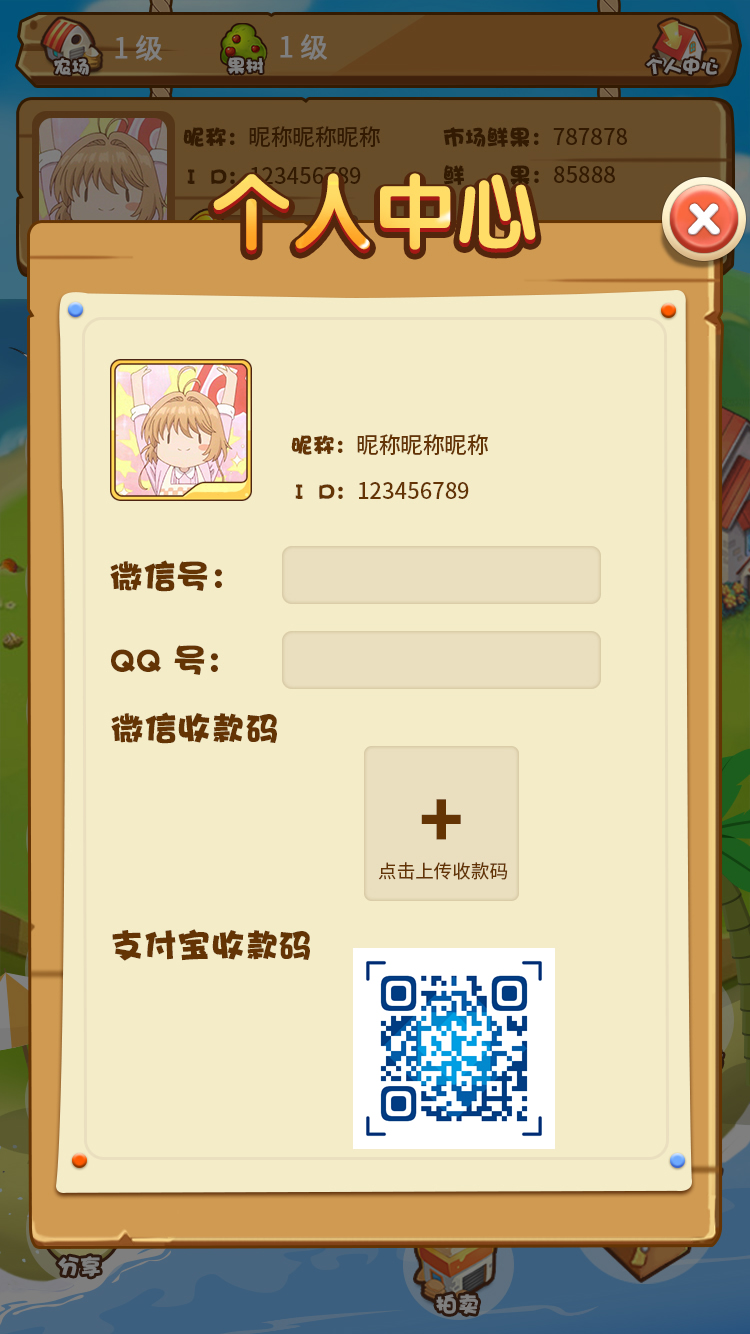 1级
1级
农场
果树
个人中心
昵称：昵称昵称昵称
市场鲜果：787878
I D：123456789
鲜 果：85888
个人中心
昵称：昵称昵称昵称
I D：123456789
微信号：
QQ 号：
微信收款码
点击上传收款码
支付宝收款码
分享
拍卖